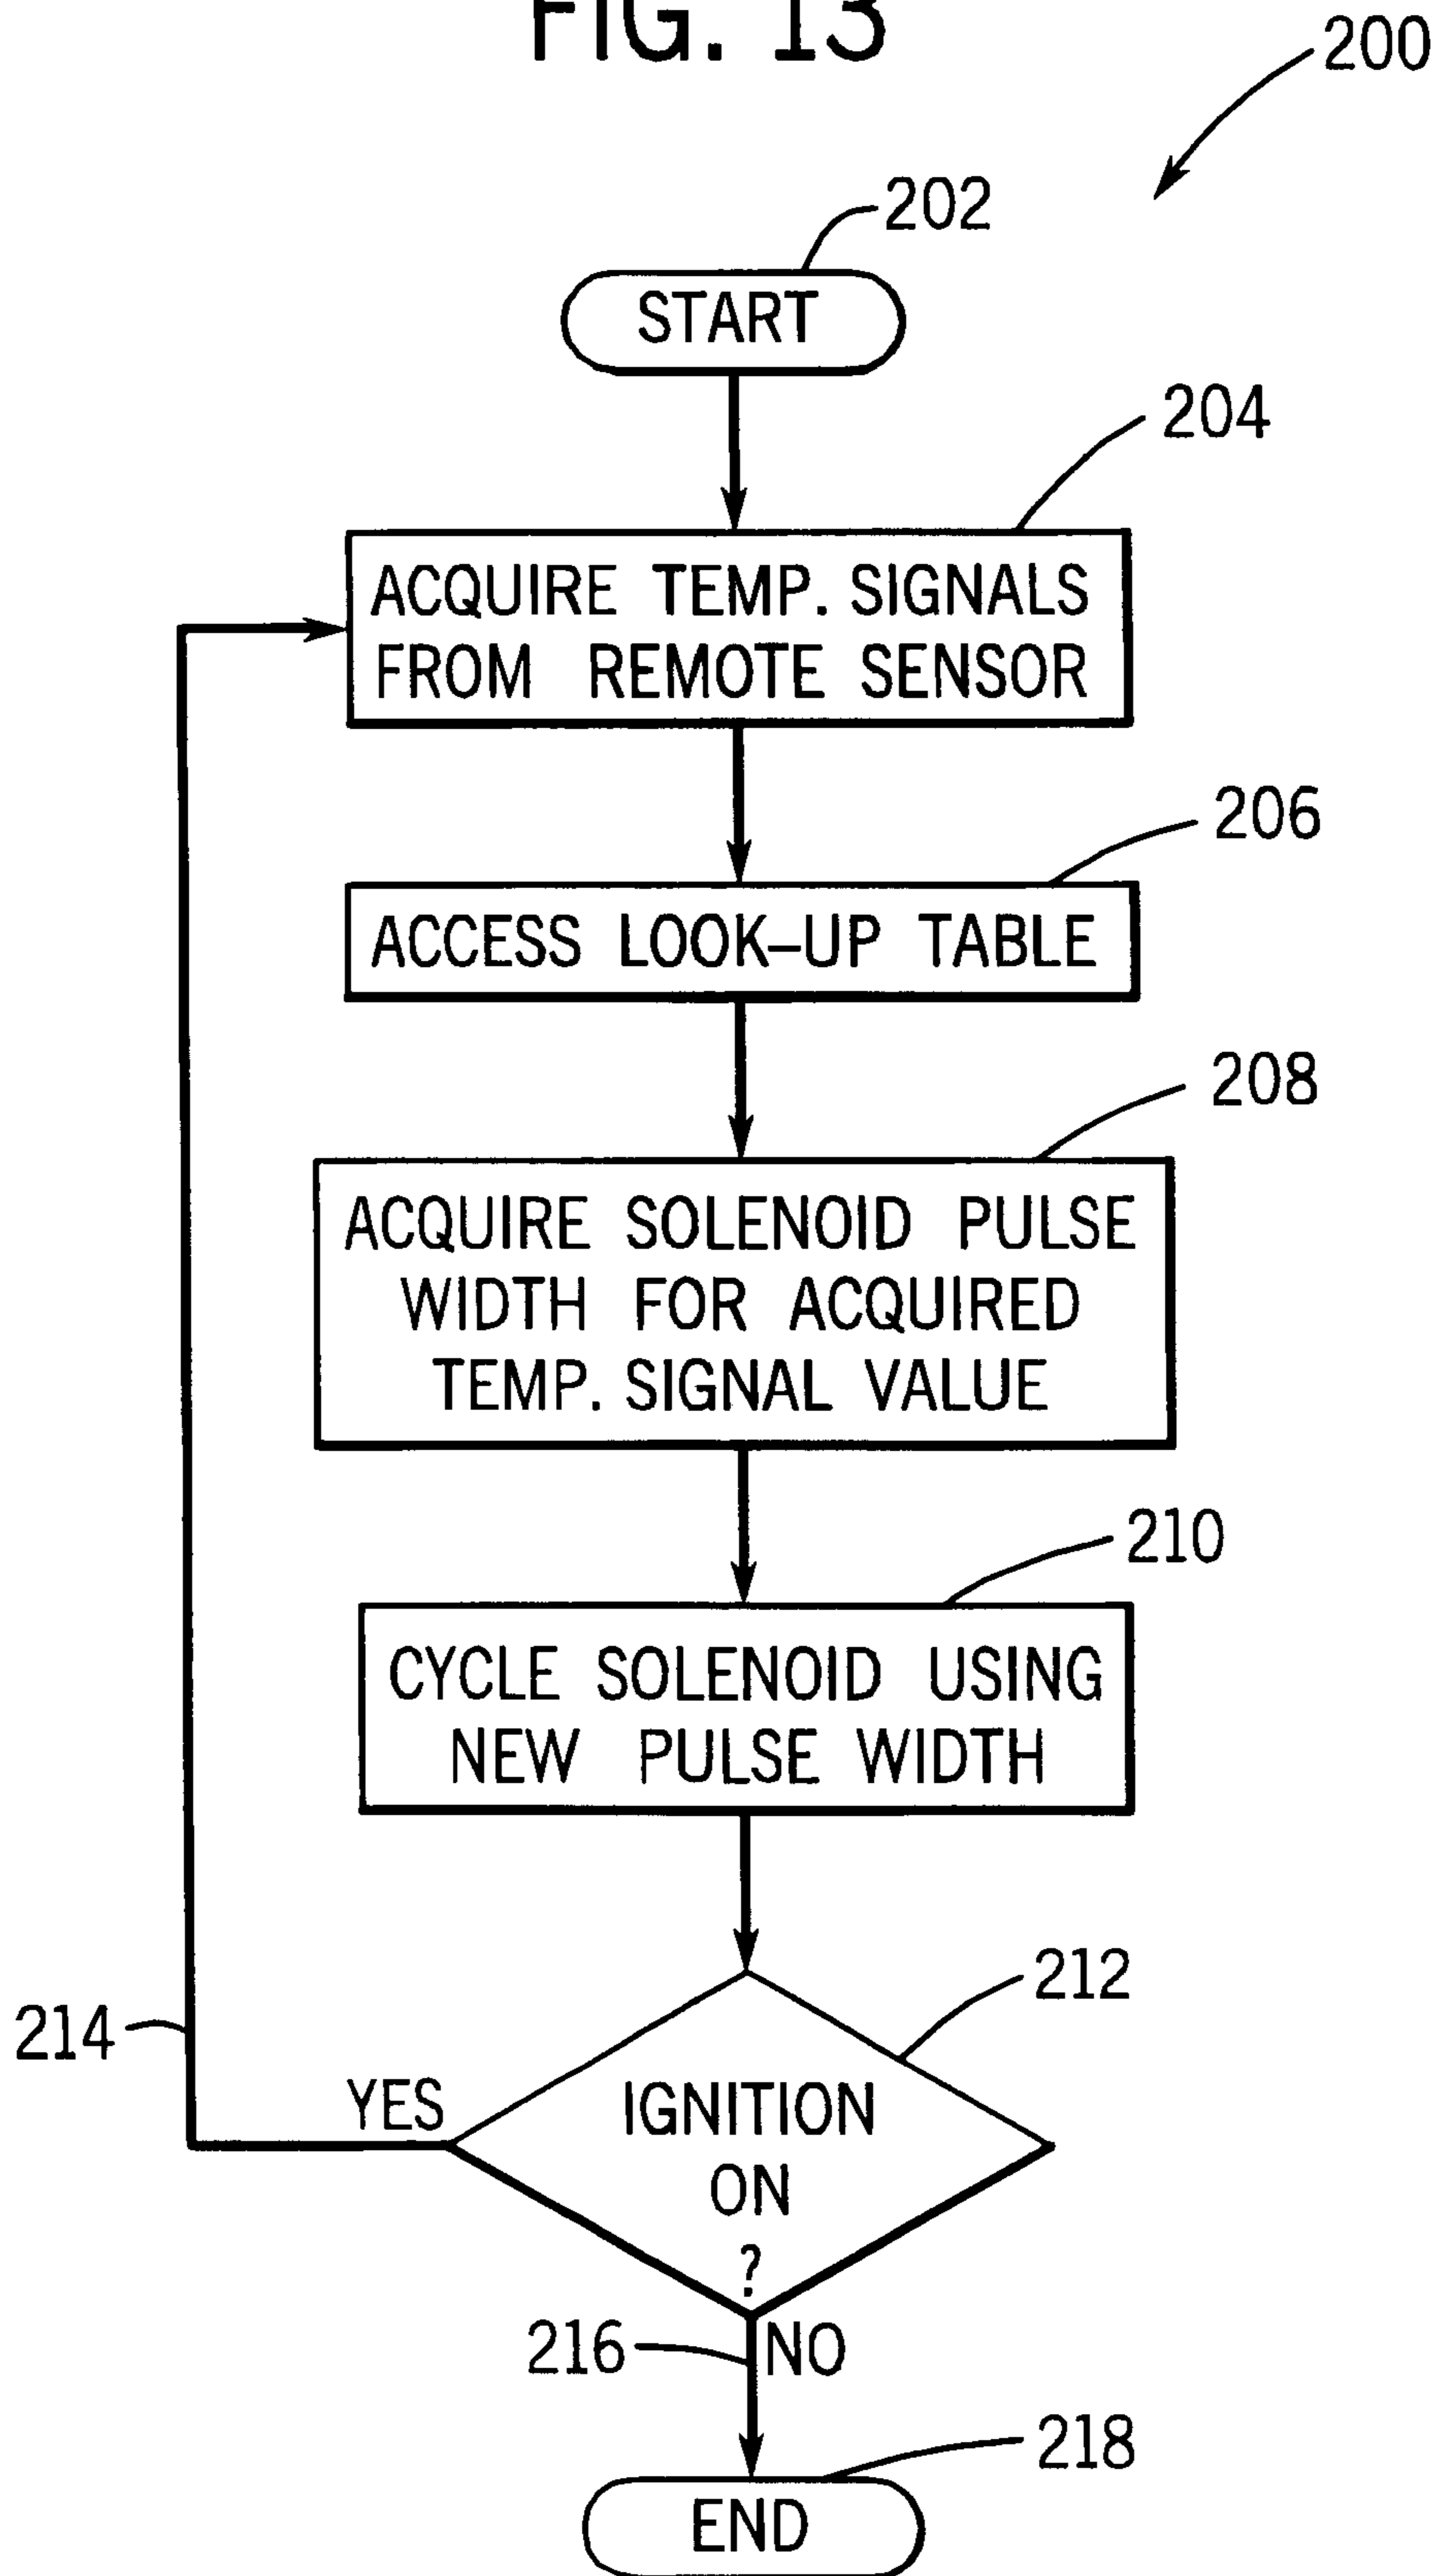 FIG. 13
200
202
START
204
ACQUIRE TEMP. SIGNALS
FROM REMOTE SENSOR
206
ACCESS LOOK-UP TABLE
208
ACQUIRE SOLENOID PULSE
WIDTH FOR ACQUIRED
TEMP. SIGNAL VALUE
210
CYCLE SOLENOID USING
NEW PULSE WIDTH
212
214
YES
IGNITION
ON
?
216
NO
218
END